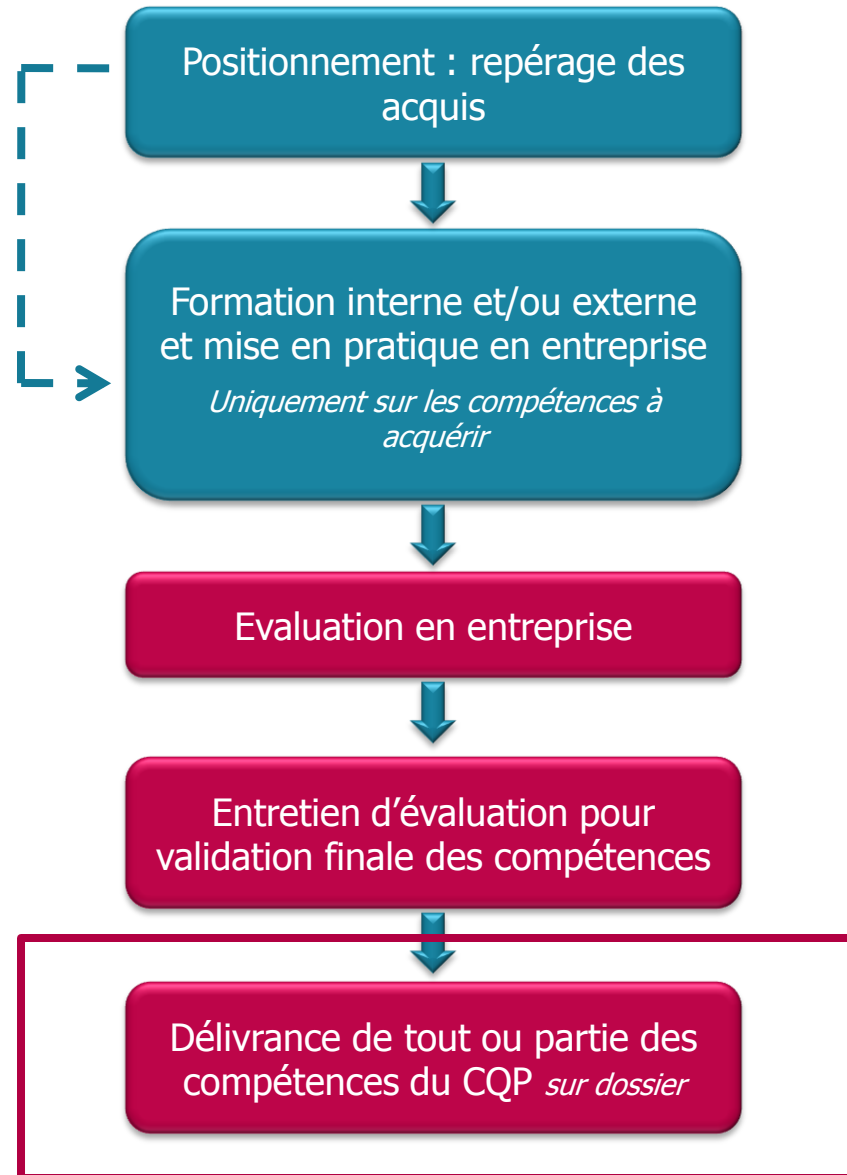 Positionnement : repérage des
acquis
Formation interne et/ou externe
et mise en pratique en entreprise
Uniquement sur les compétences à
acquérir
Evaluation en entreprise
Entretien d’évaluation pour
validation finale des compétences
Délivrance de tout ou partie des
compétences du CQP sur dossier